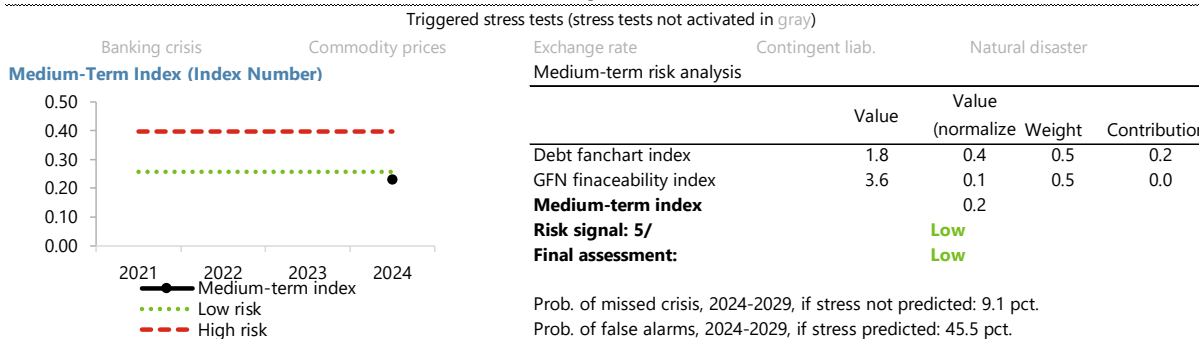 Triggered stress tests (stress tests not activated in gray)
Banking crisis Commodity prices Exchange rate Contingent liab. Natural disaster
Medium-Term Index (Index Number)
0.50
0.40
0.30
0.20
0.10
0.00
2021 2022 2023 2024
Medium-term index
Low risk
High risk
Medium-term risk analysis
Value Value (normalize Weight Contribution
Debt fanchart index 1.8 0.4 0.5 0.2
GFN finaceability index 3.6 0.1 0.5 0.0
Medium-term index 0.2
Risk signal: 5/ Low
Final assessment: Low
Prob. of missed crisis, 2024-2029, if stress not predicted: 9.1 pct.
Prob. of false alarms, 2024-2029, if stress predicted: 45.5 pct.